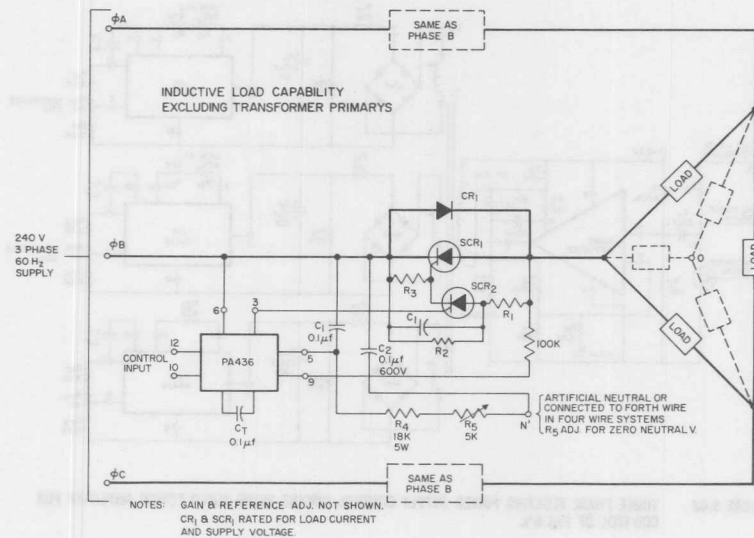 ϕA
SAME AS
PHASE B
INDUCTIVE LOAD CAPABILITY
EXCLUDING TRANSFORMER PRIMARYS
LOAD
CR1
240 V
3 PHASE
60 Hz
SUPPLY
ϕB
SCR1
O
LOAD
R3
SCR2
6
3
C1
R1
LOAD
C1
0.1µf
R2
100K
12
CONTROL
INPUT
10
PA436
5
9
C2
0.1µf
600V
CT
0.1µf
R4
18K
5W
R5
5K
N'
ARTIFICIAL NEUTRAL OR
CONNECTED TO FORTH WIRE
IN FOUR WIRE SYSTEMS
R5 ADJ. FOR ZERO NEUTRAL V.
ϕC
SAME AS
PHASE B
NOTES: GAIN & REFERENCE ADJ. NOT SHOWN.
CR1 & SCR1 RATED FOR LOAD CURRENT
AND SUPPLY VOLTAGE.